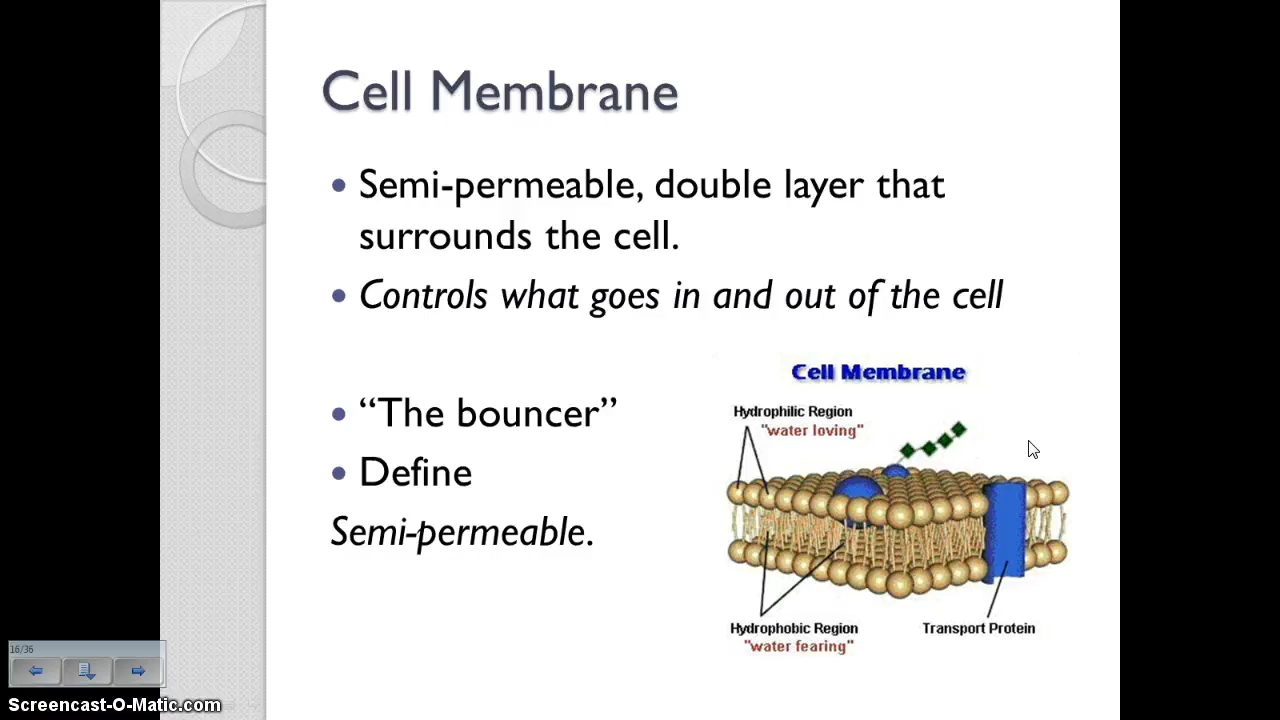 Cell Membrane
• Semi-permeable, double layer that
surrounds the cell.
• Controls what goes in and out of the cell
• “The bouncer”
• Define
Semi-permeable.
Cell Membrane
Hydrophilic Region
"water loving"
Hydrophobic Region
"water fearing"
Transport Protein
16/36
Screencast-O-Matic.com